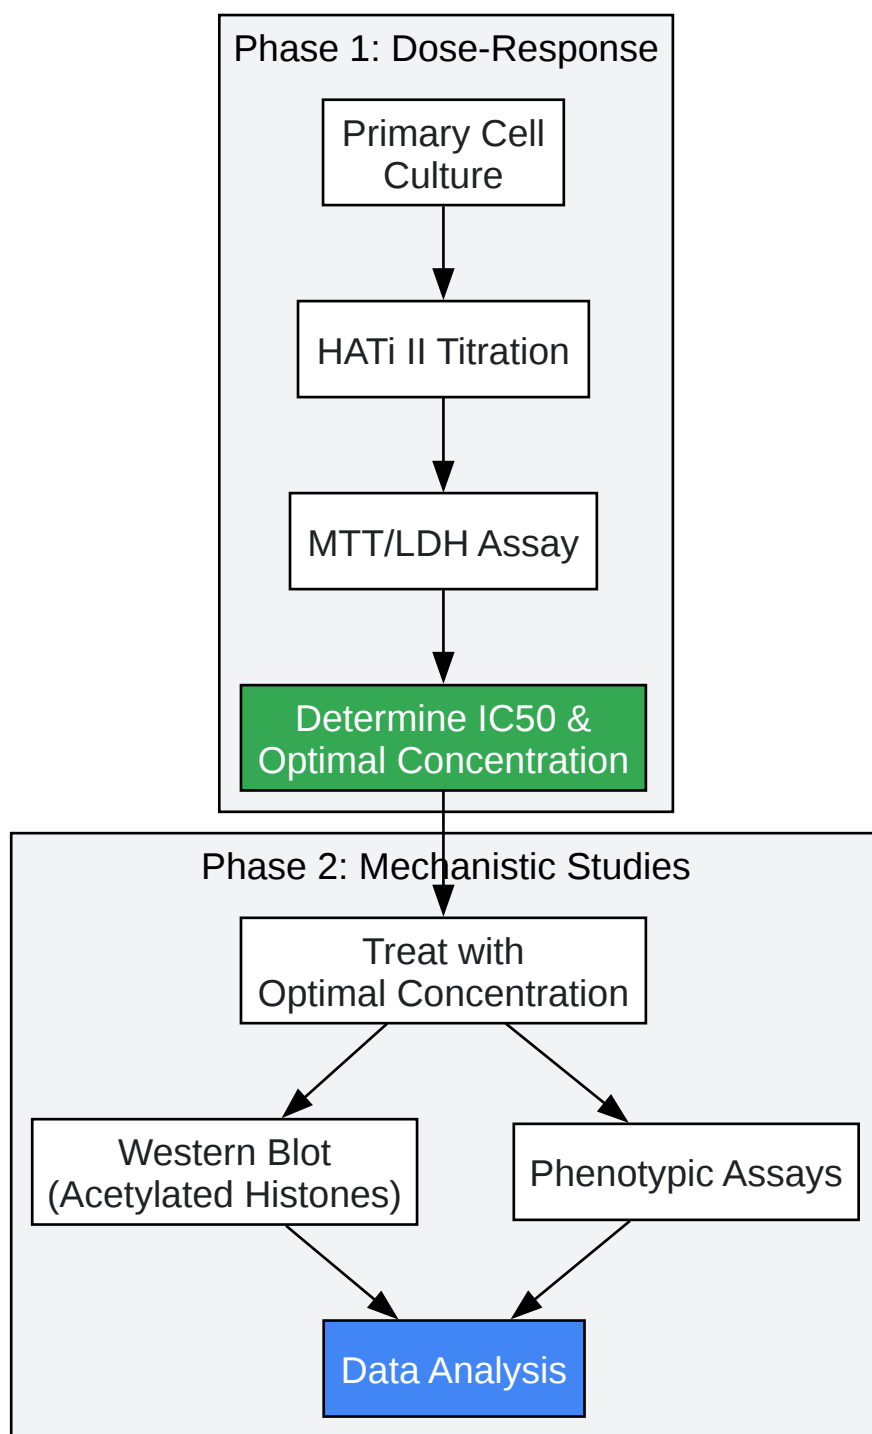 Phase 1: Dose-Response
Primary Cell
Culture
HATi II Titration
MTT/LDH Assay
Determine IC50 &
Optimal Concentration
Phase 2: Mechanistic Studies
Treat with
Optimal Concentration
Western Blot
(Acetylated Histones)
Phenotypic Assays
Data Analysis